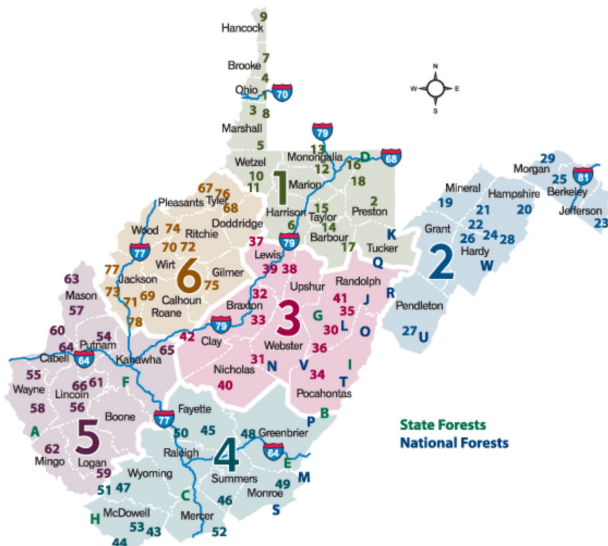 9
Hancock
7
Brooke
4
Ohio 1 70
N
W E
S
3 8
Marshall
79
5
13
Monongalia D 68
Wetzel
12 16
10
Marion
18
11
1
2
67 76
Pleasants Tyler
68
15
Harrison Taylor Preston
6 14
Doddridge
Barbour
K
17
Tucker
Q
29
Morgan
25 81
Berkeley
Mineral
Hampshire
19
21 20
Jefferson
23
22
Grant
26 24 28
2
Hardy
W
74
Wood Ritchie
37
79
Lewis
70 72
77
Wirt
6
39 38
77 Jackson
Gilmer
75
Upshur
Randolph
73
69
71
Calhoun
Roane
78
Braxton
32
33
41 J
35
G
30 L O
R
Pendleton
27 U
63
Mason
57
60
54
64 Putnam
Cabell 64
Kanawha
65
79
42
Clay
3
Webster 36
31 N V I
34 T
Nicholas
40
Pocahontas
B
P
55
66 61
Wayne
Lincoln
F
58 56
Boone
A
5
62
Mingo Logan
59
77
Fayette
45
50
48 Greenbrier
Raleigh
4
64 E
M
Summers
49
51 47
Wyoming
C
46 Monroe
S
H
McDowell
53 43
Mercer
52
44
State Forests
National Forests